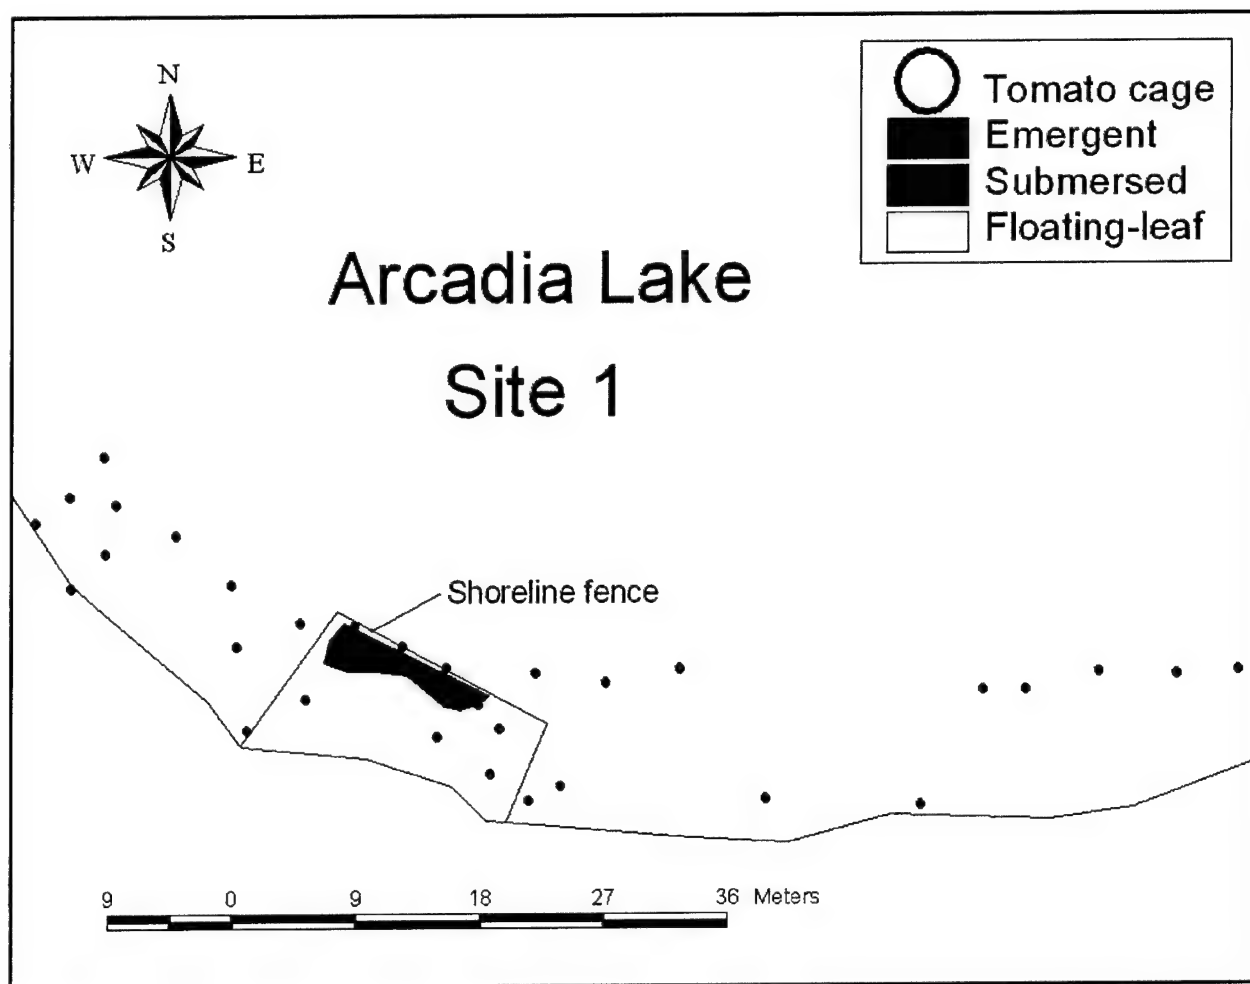 N
W E
S
Tomato cage
Emergent
Submersed
Floating-leaf
Arcadia Lake
Site 1
Shoreline fence
9 0 9 18 27 36 Meters